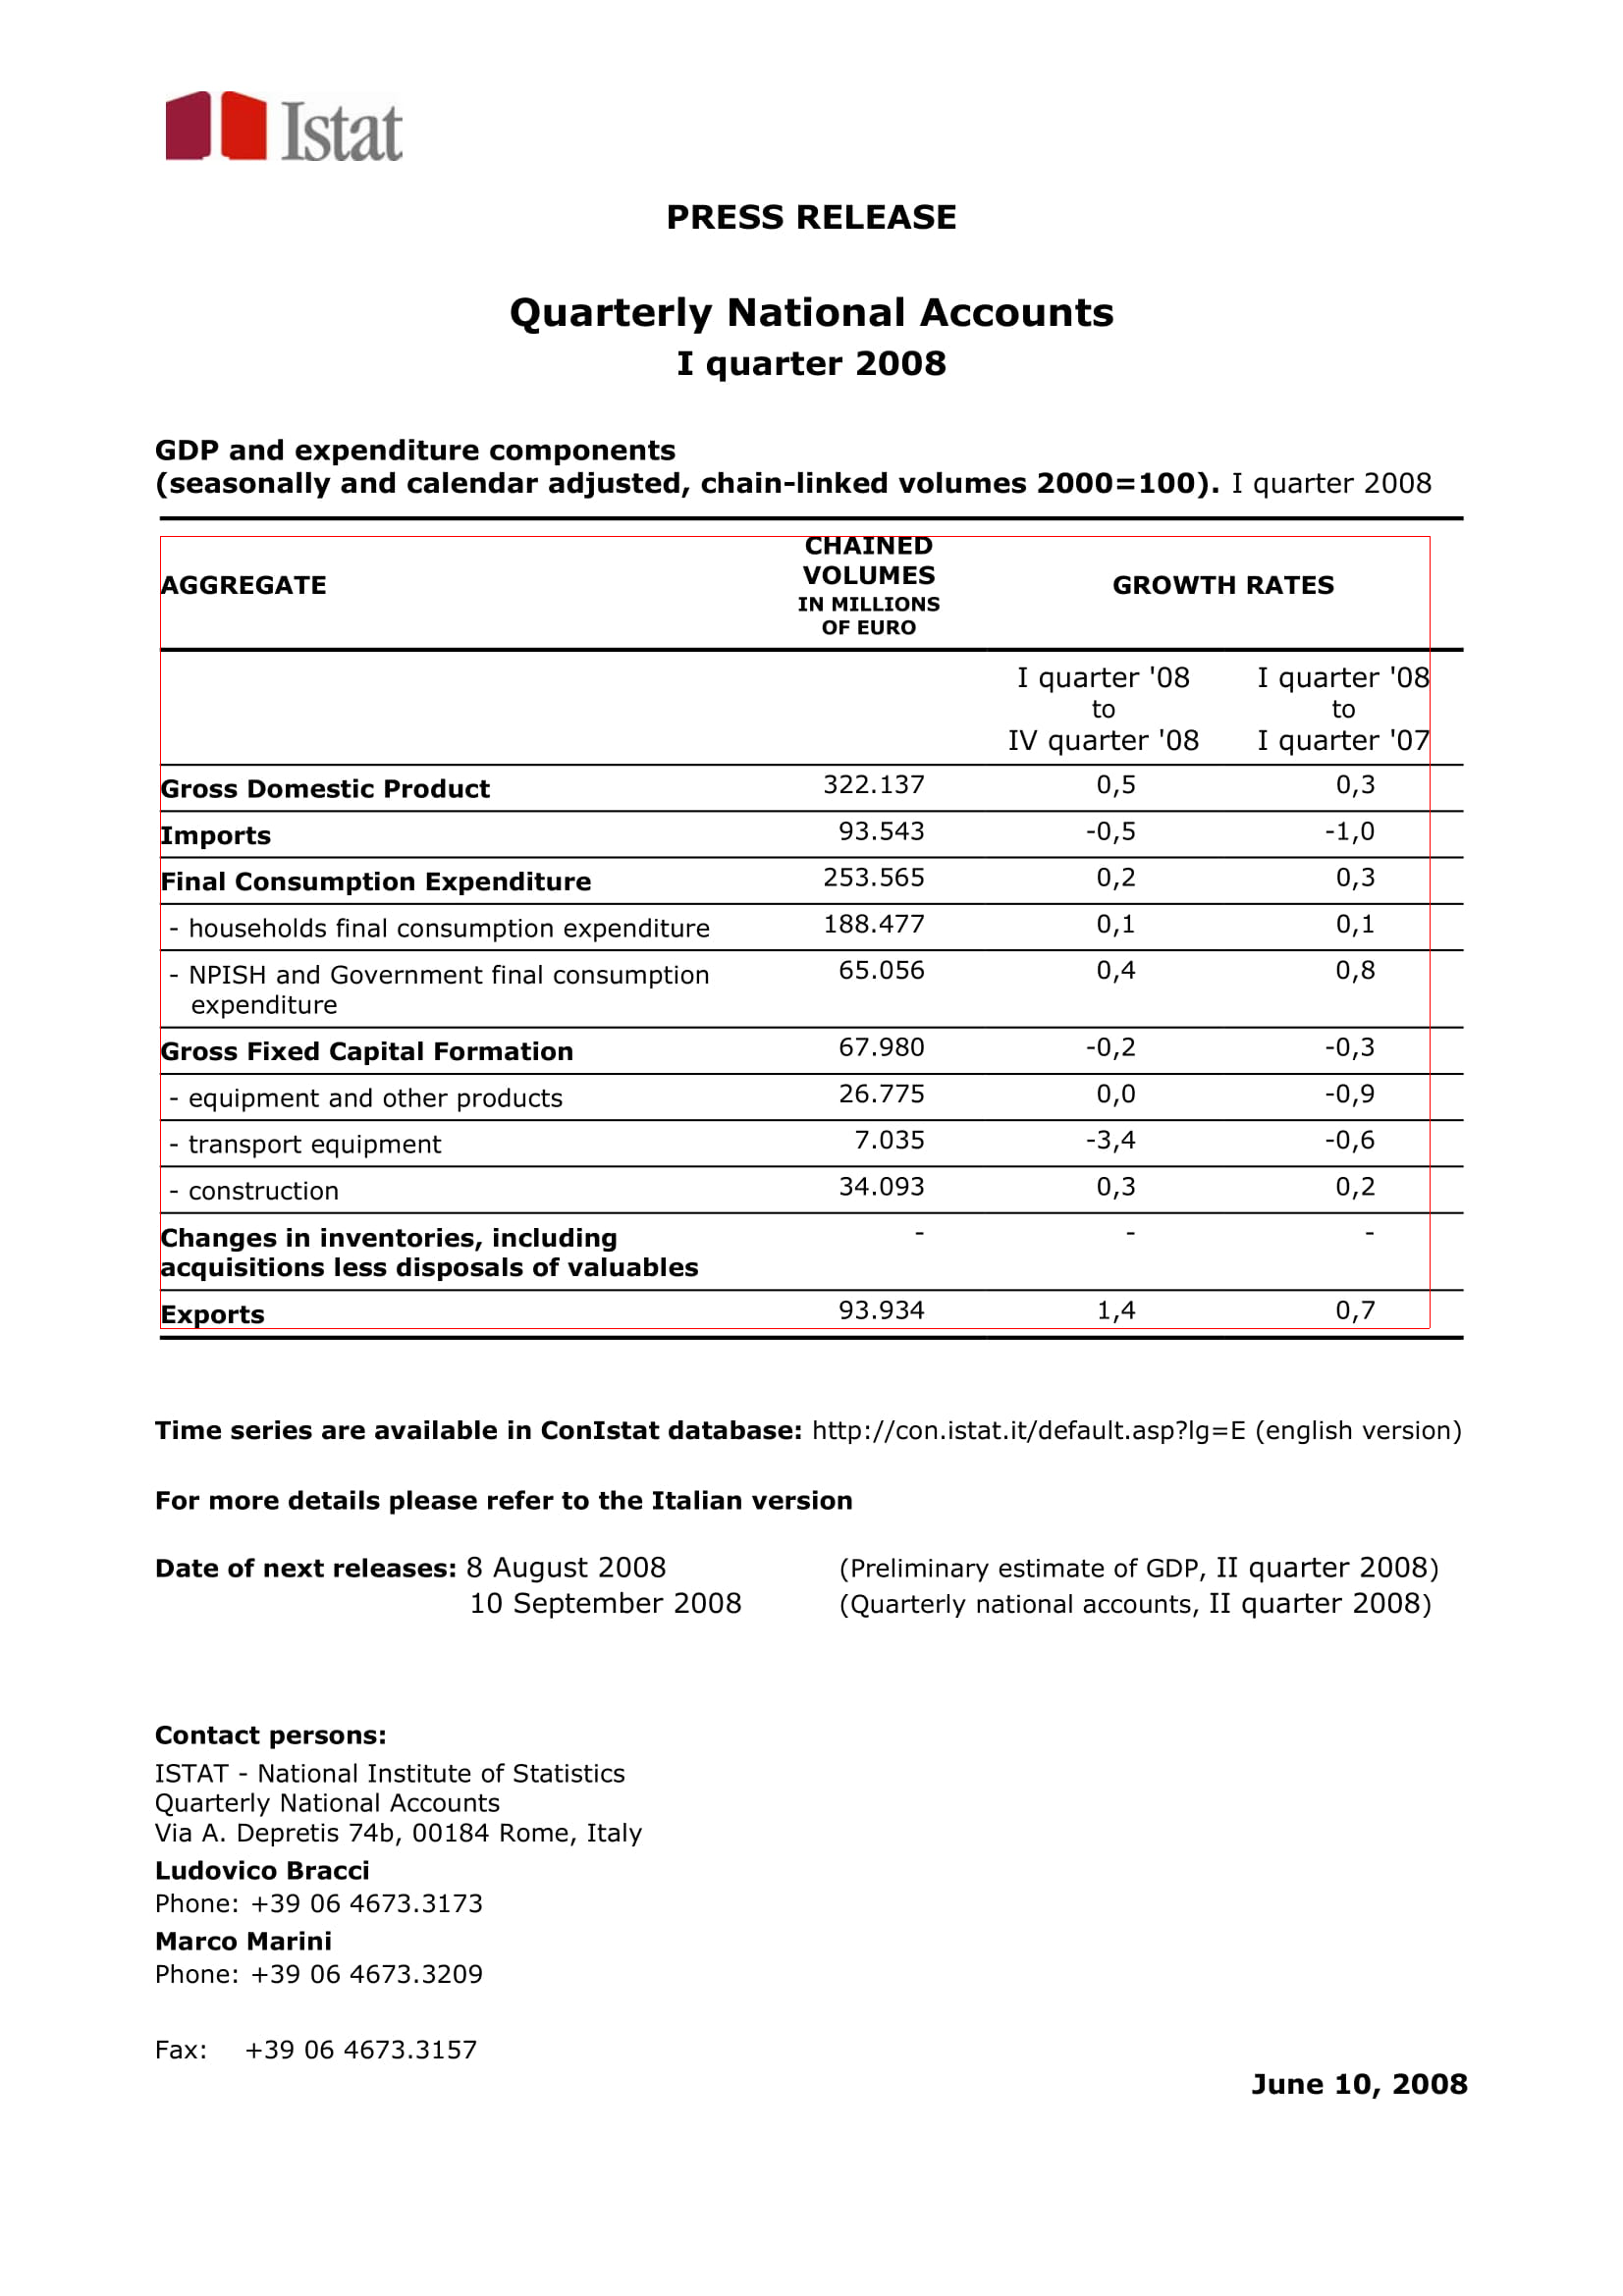 Istat
PRESS RELEASE
Quarterly National Accounts
I quarter 2008
GDP and expenditure components
(seasonally and calendar adjusted, chain-linked volumes 2000=100). I quarter 2008
AGGREGATE
CHAINED
VOLUMES
IN MILLIONS
OF EURO
GROWTH RATES
I quarter '08 I quarter '08
to to
IV quarter '08 I quarter '07
Gross Domestic Product 322.137 0,5 0,3
Imports 93.543 -0,5 -1,0
Final Consumption Expenditure 253.565 0,2 0,3
- households final consumption expenditure 188.477 0,1 0,1
- NPISH and Government final consumption 65.056 0,4 0,8
expenditure
Gross Fixed Capital Formation 67.980 -0,2 -0,3
- equipment and other products 26.775 0,0 -0,9
- transport equipment 7.035 -3,4 -0,6
- construction 34.093 0,3 0,2
Changes in inventories, including - - -
acquisitions less disposals of valuables
Exports 93.934 1,4 0,7
Time series are available in ConIstat database: http://con.istat.it/default.asp?lg=E (english version)
For more details please refer to the Italian version
Date of next releases: 8 August 2008 (Preliminary estimate of GDP, II quarter 2008)
10 September 2008 (Quarterly national accounts, II quarter 2008)
Contact persons:
ISTAT - National Institute of Statistics
Quarterly National Accounts
Via A. Depretis 74b, 00184 Rome, Italy
Ludovico Bracci
Phone: +39 06 4673.3173
Marco Marini
Phone: +39 06 4673.3209
Fax: +39 06 4673.3157
June 10, 2008